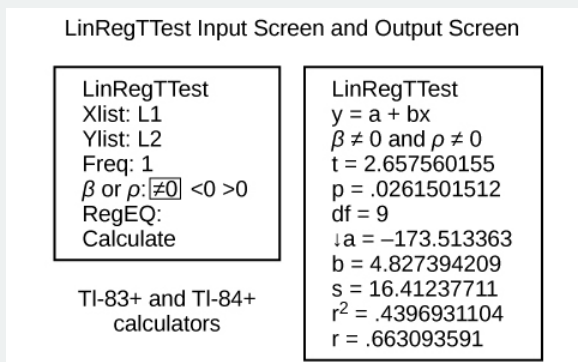 LinRegTTest Input Screen and Output Screen
LinRegTTest
Xlist: L1
Ylist: L2
Freq: 1
β or ρ: ≠0 <0 >0
RegEQ:
Calculate
TI-83+ and TI-84+
calculators
LinRegTTest
y = a + bx
β ≠ 0 and ρ ≠ 0
t = 2.657560155
p = .0261501512
df = 9
↓a = –173.513363
b = 4.827394209
s = 16.41237711
r² = .4396931104
r = .663093591